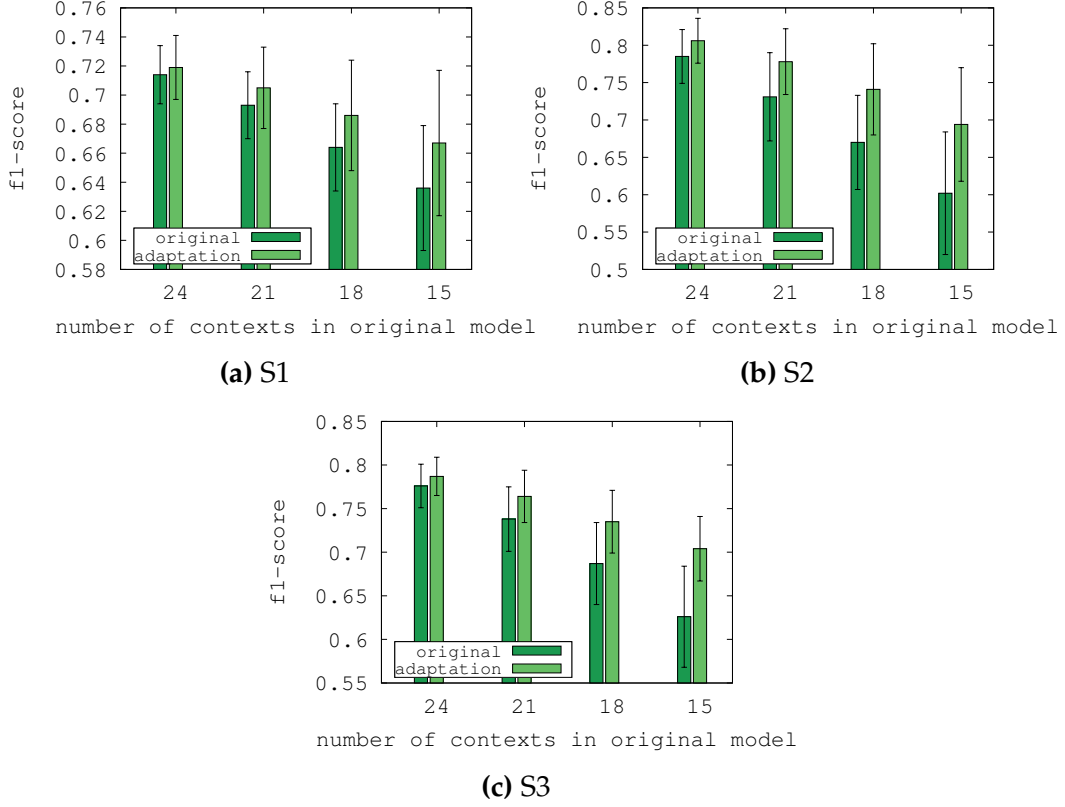 0.76
0.74
0.72
0.7
0.68
0.66
0.64
0.62
0.6
0.58
f1-score
original
adaptation
24 21 18 15
number of contexts in original model
(a) S1
0.85
0.8
0.75
0.7
0.65
0.6
0.55
0.5
f1-score
original
adaptation
24 21 18 15
number of contexts in original model
(b) S2
0.85
0.8
0.75
0.7
0.65
0.6
0.55
f1-score
original
adaptation
24 21 18 15
number of contexts in original model
(c) S3